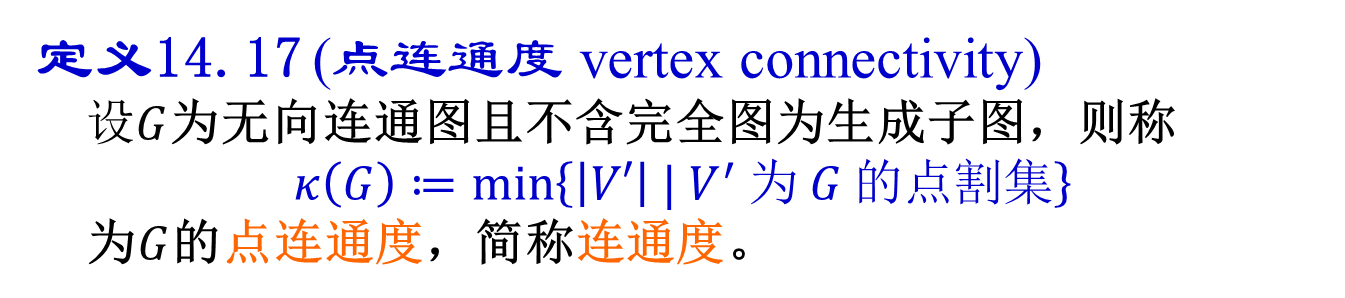 定义14.17(点连通度 vertex connectivity)
设G为无向连通图且不含完全图为生成子图，则称
κ(G) ≔ min{|V′| | V′ 为 G 的点割集}
为G的点连通度，简称连通度。